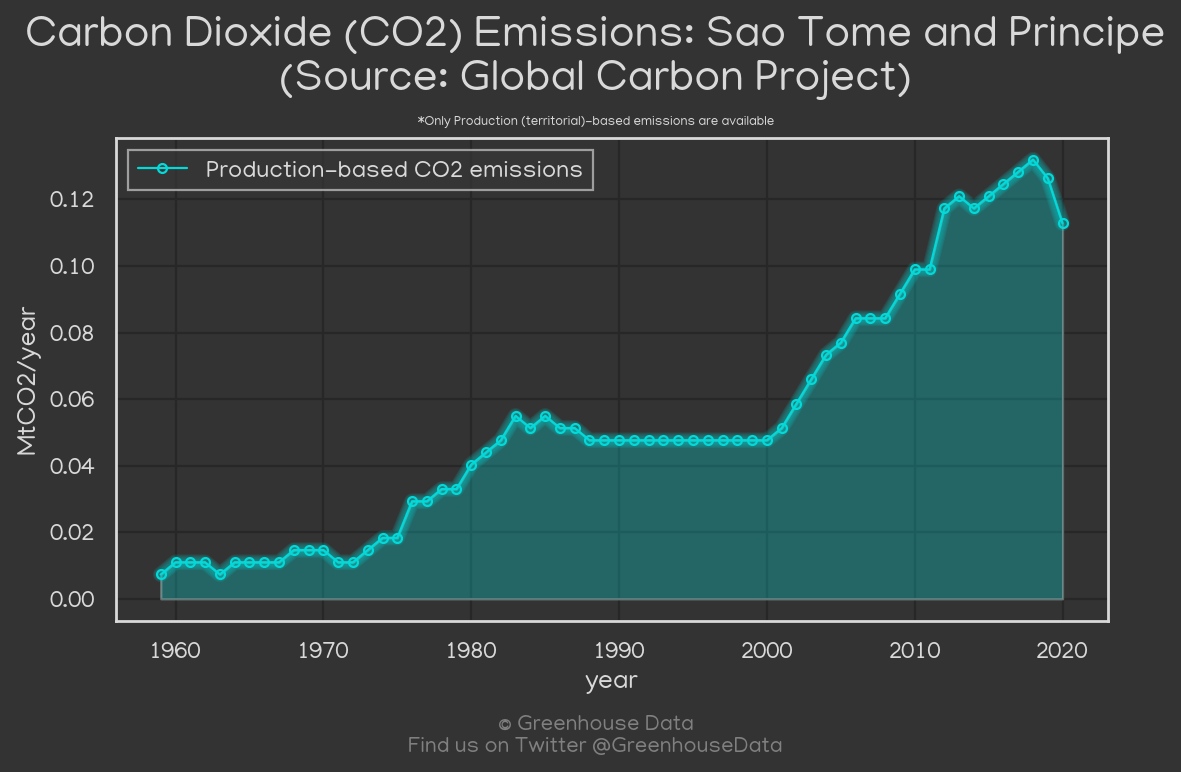 Carbon Dioxide (CO2) Emissions: Sao Tome and Principe
(Source: Global Carbon Project)
*Only Production (territorial)-based emissions are available
Production-based CO2 emissions
MtCO2/year
0.12
0.10
0.08
0.06
0.04
0.02
0.00
1960 1970 1980 1990 2000 2010 2020
year
© Greenhouse Data
Find us on Twitter @GreenhouseData